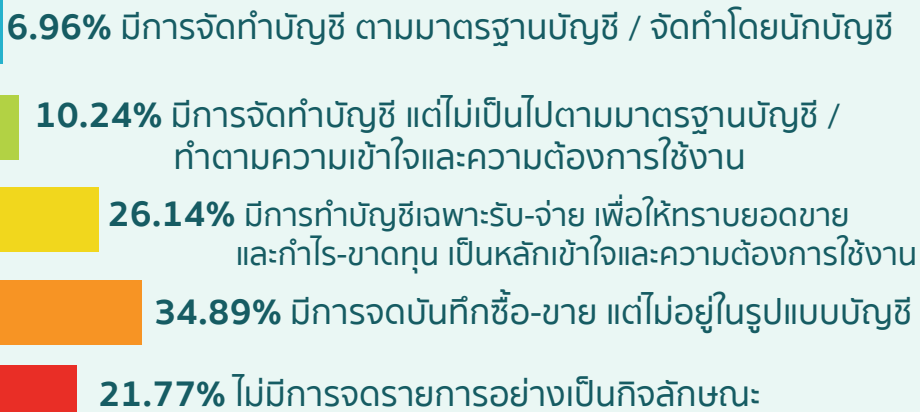 6.96% มีการจัดทำบัญชี ตามมาตรฐานบัญชี / จัดทำโดยนักบัญชี
10.24% มีการจัดทำบัญชี แต่ไม่เป็นไปตามมาตรฐานบัญชี /
ทำตามความเข้าใจและความต้องการใช้งาน
26.14% มีการทำบัญชีเฉพาะรับ-จ่าย เพื่อให้ทราบยอดขาย
และกำไร-ขาดทุน เป็นหลักเข้าใจและความต้องการใช้งาน
34.89% มีการจดบันทึกซื้อ-ขาย แต่ไม่อยู่ในรูปแบบบัญชี
21.77% ไม่มีการจดรายการอย่างเป็นกิจลักษณะ